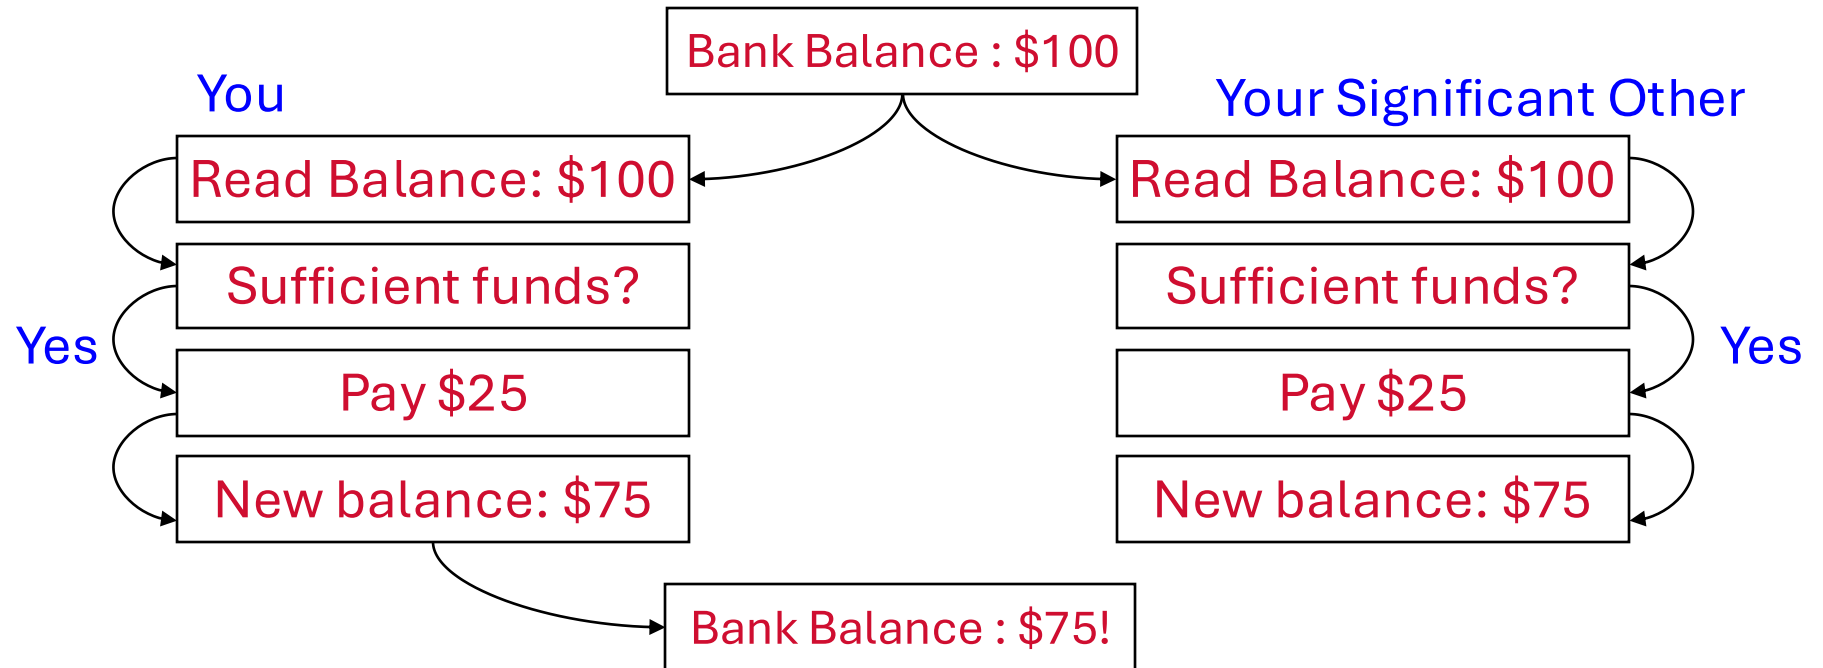 Bank Balance : $100
You
Your Significant Other
Read Balance: $100
Read Balance: $100
Sufficient funds?
Sufficient funds?
Yes
Yes
Pay $25
Pay $25
New balance: $75
New balance: $75
Bank Balance : $75!